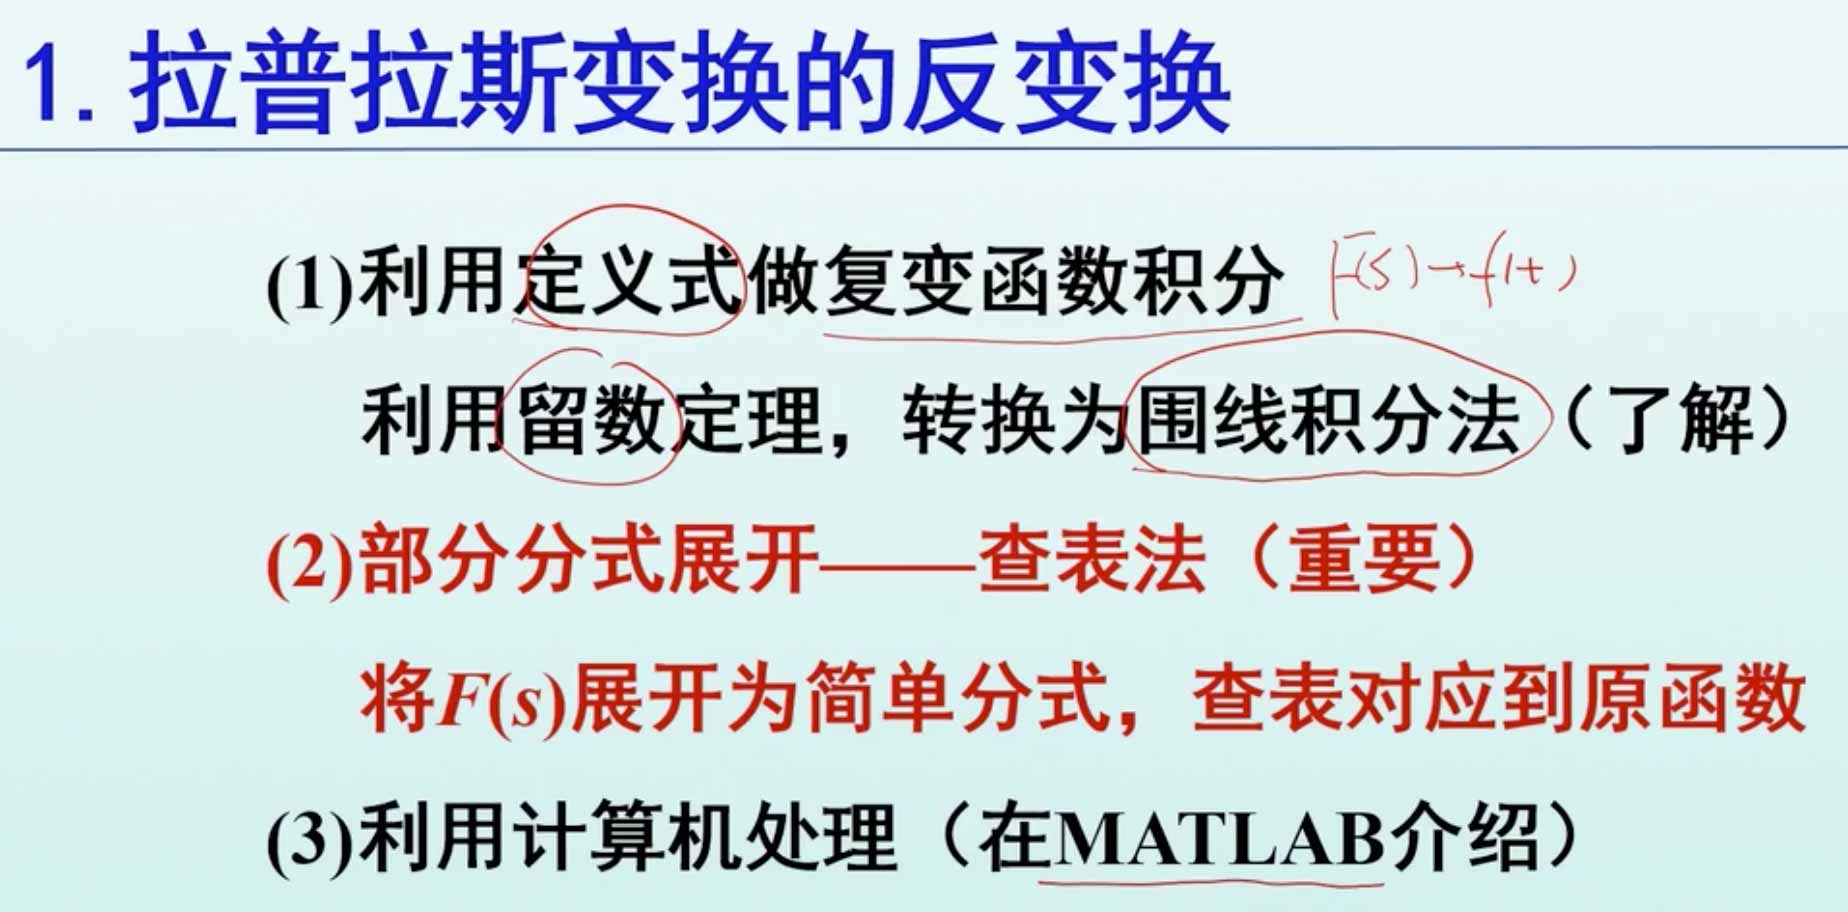 1.拉普拉斯变换的反变换
(1)利用定义式做复变函数积分 F(s)→f(t)
利用留数定理，转换为围线积分法（了解）
(2)部分分式展开——查表法（重要）
将F(s)展开为简单分式，查表对应到原函数
(3)利用计算机处理（在MATLAB介绍）